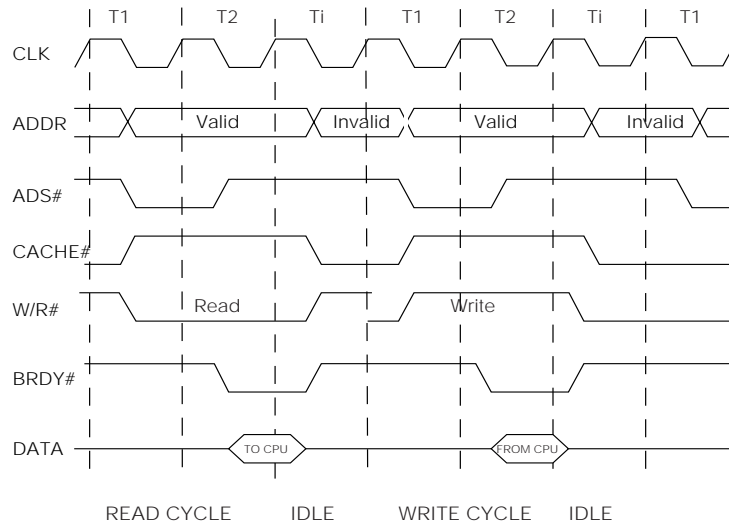 T1 T2 Ti T1 T2 Ti T1
CLK
ADDR Valid Invalid Valid Invalid
ADS#
CACHE#
W/R# Read Write
BRDY#
DATA TO CPU FROM CPU
READ CYCLE IDLE WRITE CYCLE IDLE